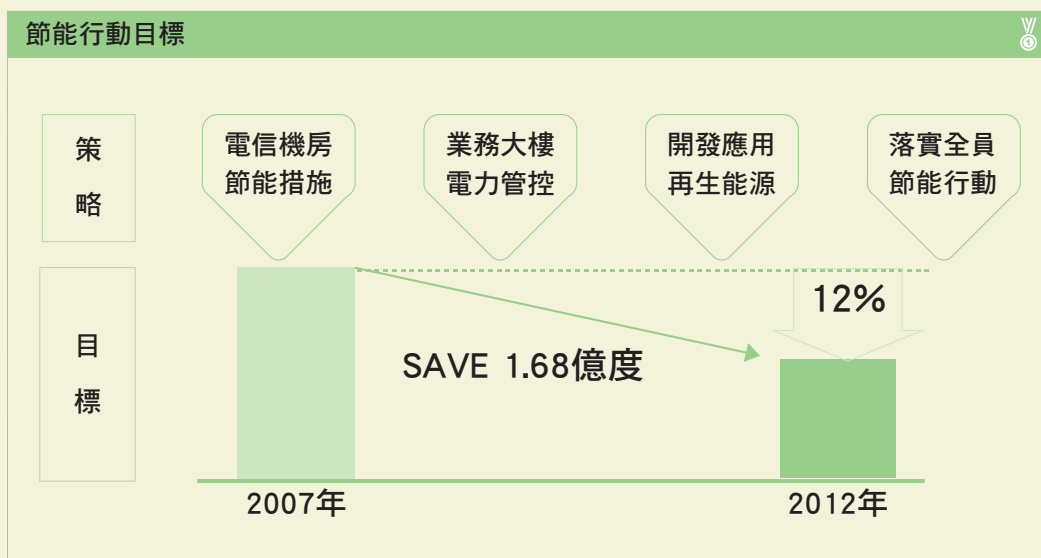 節能行動目標
1
策略
電信機房
節能措施
業務大樓
電力管控
開發應用
再生能源
落實全員
節能行動
目標
12%
SAVE 1.68億度
2007年
2012年